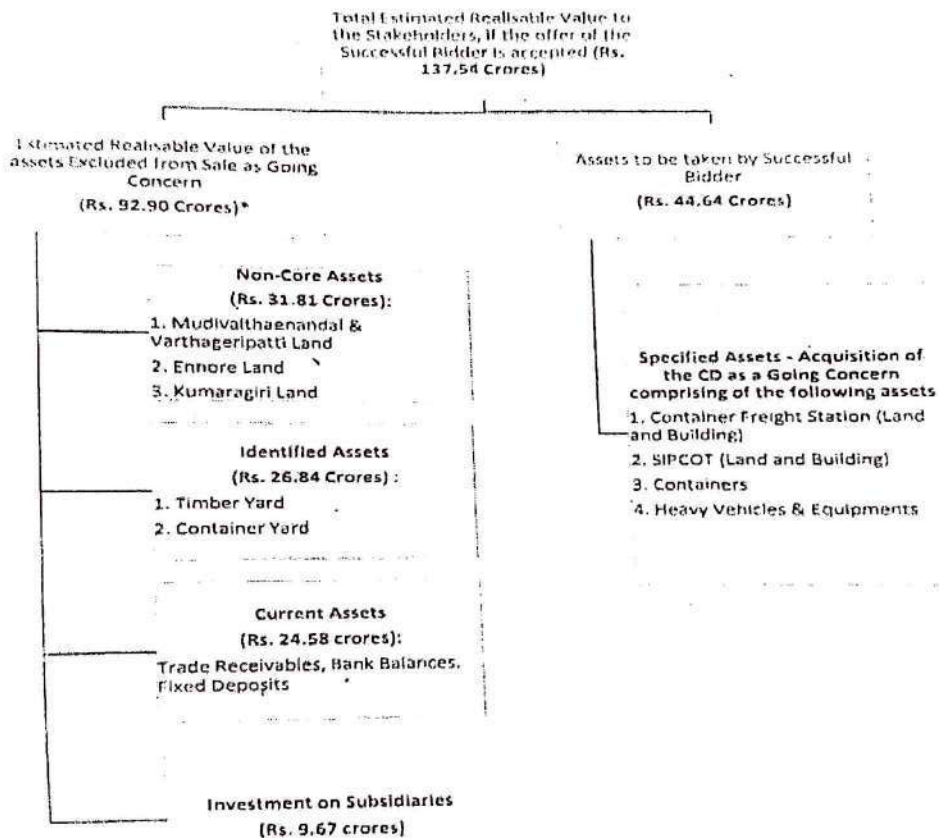 Total Estimated Realisable Value to
the Stakeholders, if the offer of the
Successful Bidder is accepted (Rs.
137.54 Crores)
Estimated Realisable Value of the
assets Excluded from Sale as Going
Concern
(Rs. 92.90 Crores)*
Assets to be taken by Successful
Bidder
(Rs. 44.64 Crores)
Non-Core Assets
(Rs. 31.81 Crores):
1. Mudivalthaenandal &
Varthageripatti Land
2. Ennore Land
3. Kumaragiri Land
Identified Assets
(Rs. 26.84 Crores) :
1. Timber Yard
2. Container Yard
Current Assets
(Rs. 24.58 crores):
Trade Receivables, Bank Balances.
Fixed Deposits
Investment on Subsidiaries
(Rs. 9.67 crores)
Specified Assets - Acquisition of
the CD as a Going Concern
comprising of the following assets
1. Container Freight Station (Land
and Building)
2. SIPCOT (Land and Building)
3. Containers
4. Heavy Vehicles & Equipments